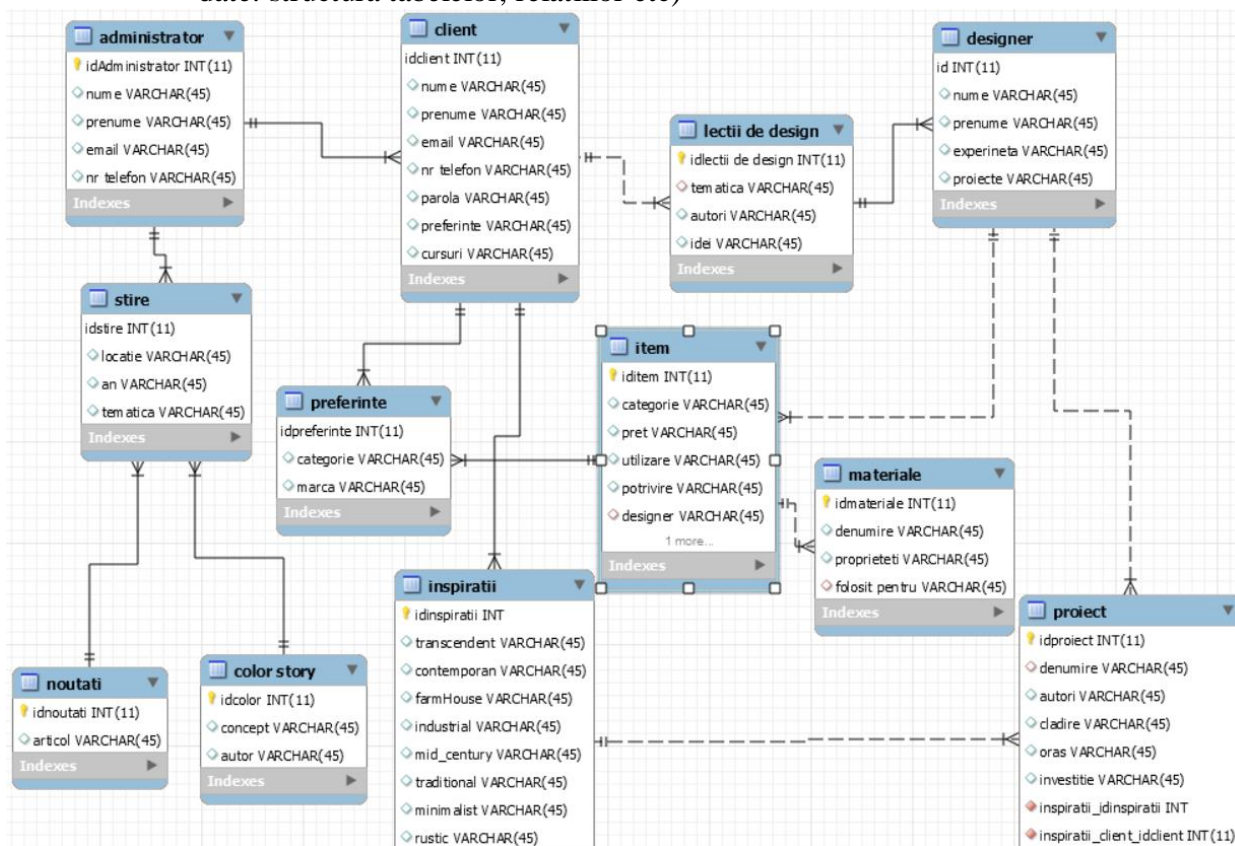 date: structura tabelelor, relatiilor etc)
administrator
idAdministrator INT(11)
nume VARCHAR(45)
prenume VARCHAR(45)
email VARCHAR(45)
nr telefon VARCHAR(45)
Indexes
client
idclient INT(11)
nume VARCHAR(45)
prenume VARCHAR(45)
email VARCHAR(45)
nr telefon VARCHAR(45)
parola VARCHAR(45)
preferinte VARCHAR(45)
cursuri VARCHAR(45)
Indexes
lectii de design
idlectii de design INT(11)
tematica VARCHAR(45)
autori VARCHAR(45)
idei VARCHAR(45)
Indexes
designer
id INT(11)
nume VARCHAR(45)
prenume VARCHAR(45)
experineta VARCHAR(45)
proiecte VARCHAR(45)
Indexes
stire
idstire INT(11)
locatie VARCHAR(45)
an VARCHAR(45)
tematica VARCHAR(45)
Indexes
preferinte
idpreferinte INT(11)
categorie VARCHAR(45)
marca VARCHAR(45)
Indexes
item
iditem INT(11)
categorie VARCHAR(45)
pret VARCHAR(45)
utilizare VARCHAR(45)
potrivire VARCHAR(45)
designer VARCHAR(45)
1 more...
Indexes
materiale
idmateriale INT(11)
denumire VARCHAR(45)
proprieteti VARCHAR(45)
folosit pentru VARCHAR(45)
Indexes
noutati
idnoutati INT(11)
articol VARCHAR(45)
Indexes
color story
idcolor INT(11)
concept VARCHAR(45)
autor VARCHAR(45)
Indexes
inspiratii
idinspiratii INT
transcendent VARCHAR(45)
contemporan VARCHAR(45)
farmHouse VARCHAR(45)
industrial VARCHAR(45)
mid_century VARCHAR(45)
traditional VARCHAR(45)
minimalist VARCHAR(45)
rustic VARCHAR(45)
proiect
idproiect INT(11)
denumire VARCHAR(45)
autori VARCHAR(45)
cladire VARCHAR(45)
oras VARCHAR(45)
investitie VARCHAR(45)
inspiratii_idinspiratii INT
inspiratii_client_idclient INT(11)